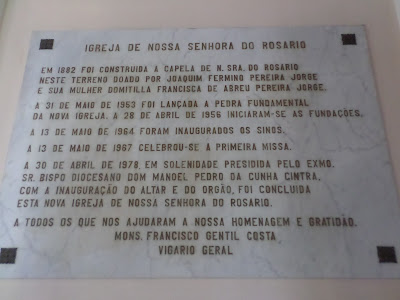 IGREJA DE NOSSA SENHORA DO ROSARIO
EM 1882 FOI CONSTRUIDA A CAPELA DE N. SRA. DO ROSARIO
NESTE TERRENO DOADO POR JOAQUIM FERMINO PEREIRA JORGE
E SUA MULHER DOMITILLA FRANCISCA DE ABREU PEREIRA JORGE.
A 31 DE MAIO DE 1953 FOI LANÇADA A PEDRA FUNDAMENTAL
DA NOVA IGREJA. A 28 DE ABRIL DE 1956 INICIARAM-SE AS FUNDAÇÕES.
A 13 DE MAIO DE 1964 FORAM INAUGURADOS OS SINOS.
A 13 DE MAIO DE 1967 CELEBROU-SE A PRIMEIRA MISSA.
A 30 DE ABRIL DE 1978, EM SOLENIDADE PRESIDIDA PELO EXMO.
SR. BISPO DIOCESANO DOM MANOEL PEDRO DA CUNHA CINTRA,
COM A INAUGURAÇÃO DO ALTAR E DO ORGÃO, FOI CONCLUIDA
ESTA NOVA IGREJA DE NOSSA SENHORA DO ROSARIO.
A TODOS OS QUE NOS AJUDARAM A NOSSA HOMENAGEM E GRATIDÃO.
MONS. FRANCISCO GENTIL COSTA
VIGARIO GERAL